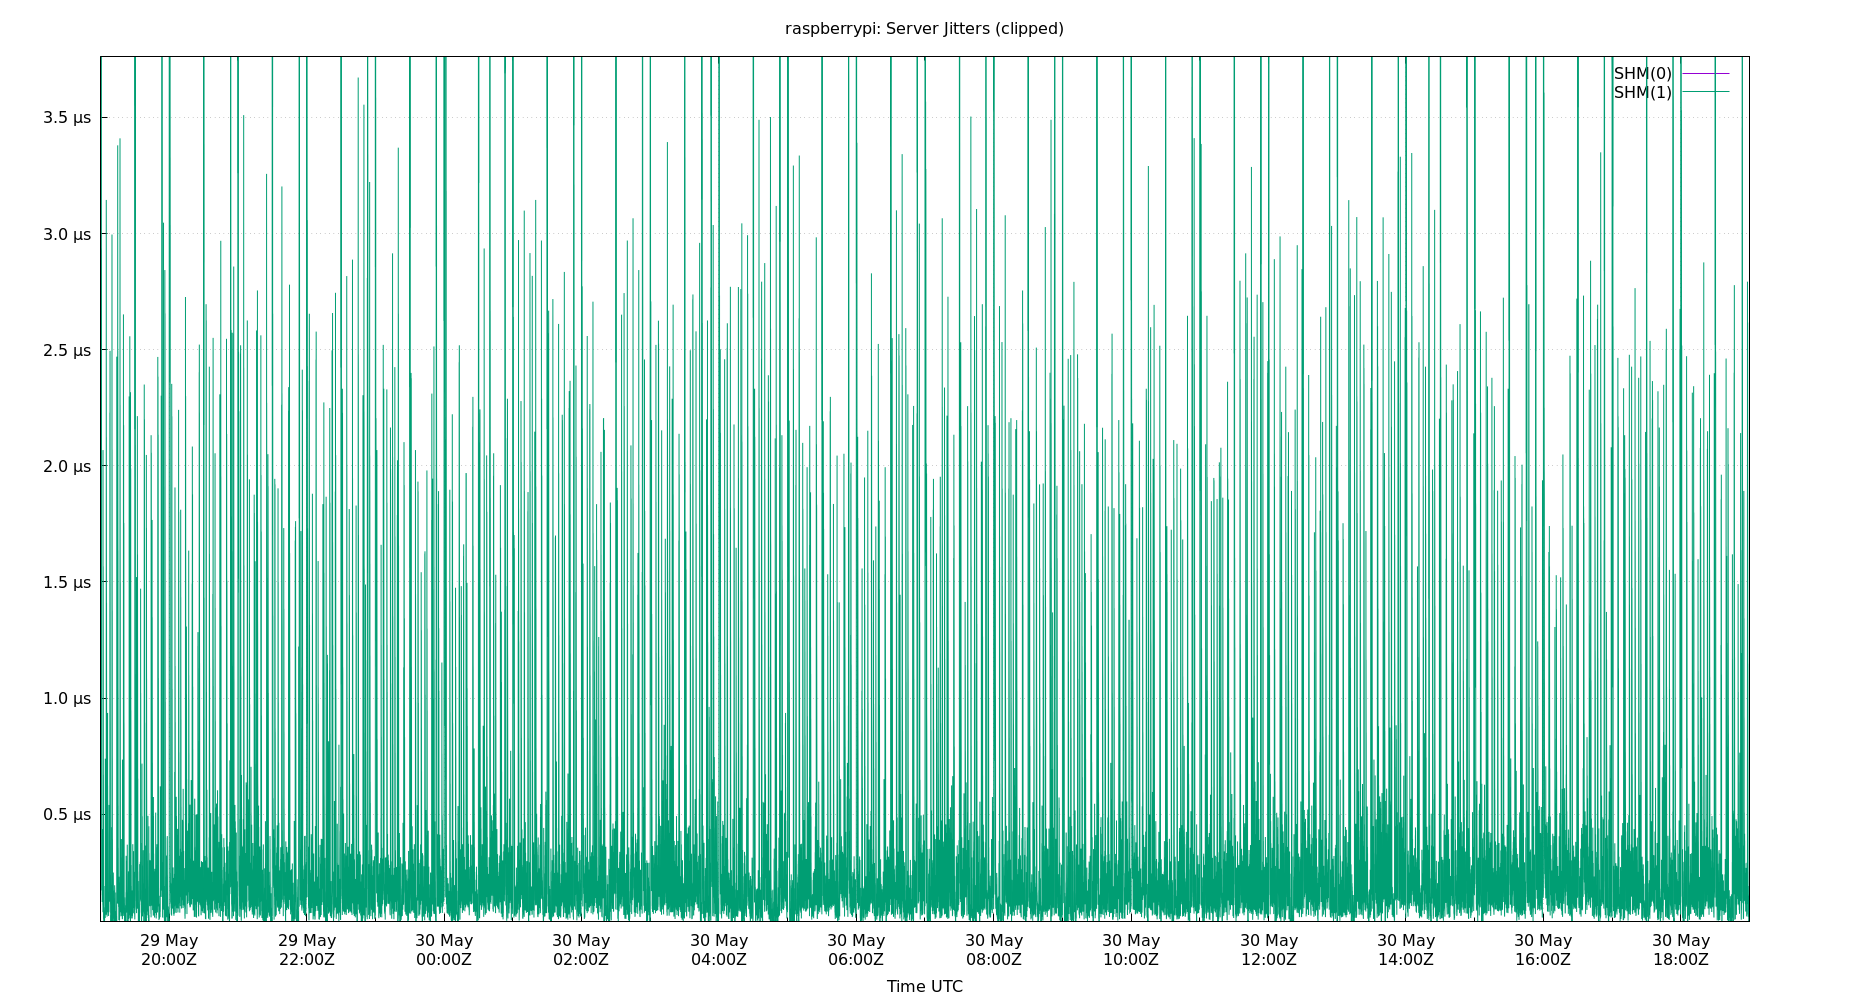 raspberrypi: Server Jitters (clipped)
SHM(0)
SHM(1)
3.5 µs
3.0 µs
2.5 µs
2.0 µs
1.5 µs
1.0 µs
0.5 µs
29 May 29 May 30 May 30 May 30 May 30 May 30 May 30 May 30 May 30 May 30 May 30 May
20:00Z 22:00Z 00:00Z 02:00Z 04:00Z 06:00Z 08:00Z 10:00Z 12:00Z 14:00Z 16:00Z 18:00Z
Time UTC